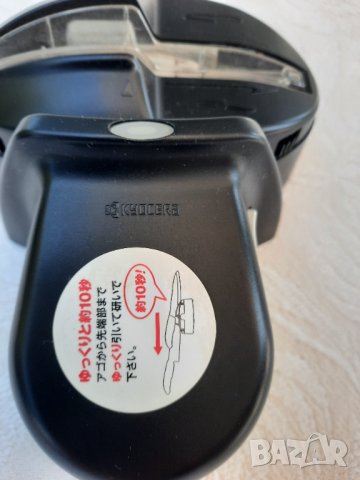 KYOCERA
ゆっくりと約10秒
アゴから先端部まで
ゆっくり引いて研いで
下さい。
約10秒!
BAZAR
bg